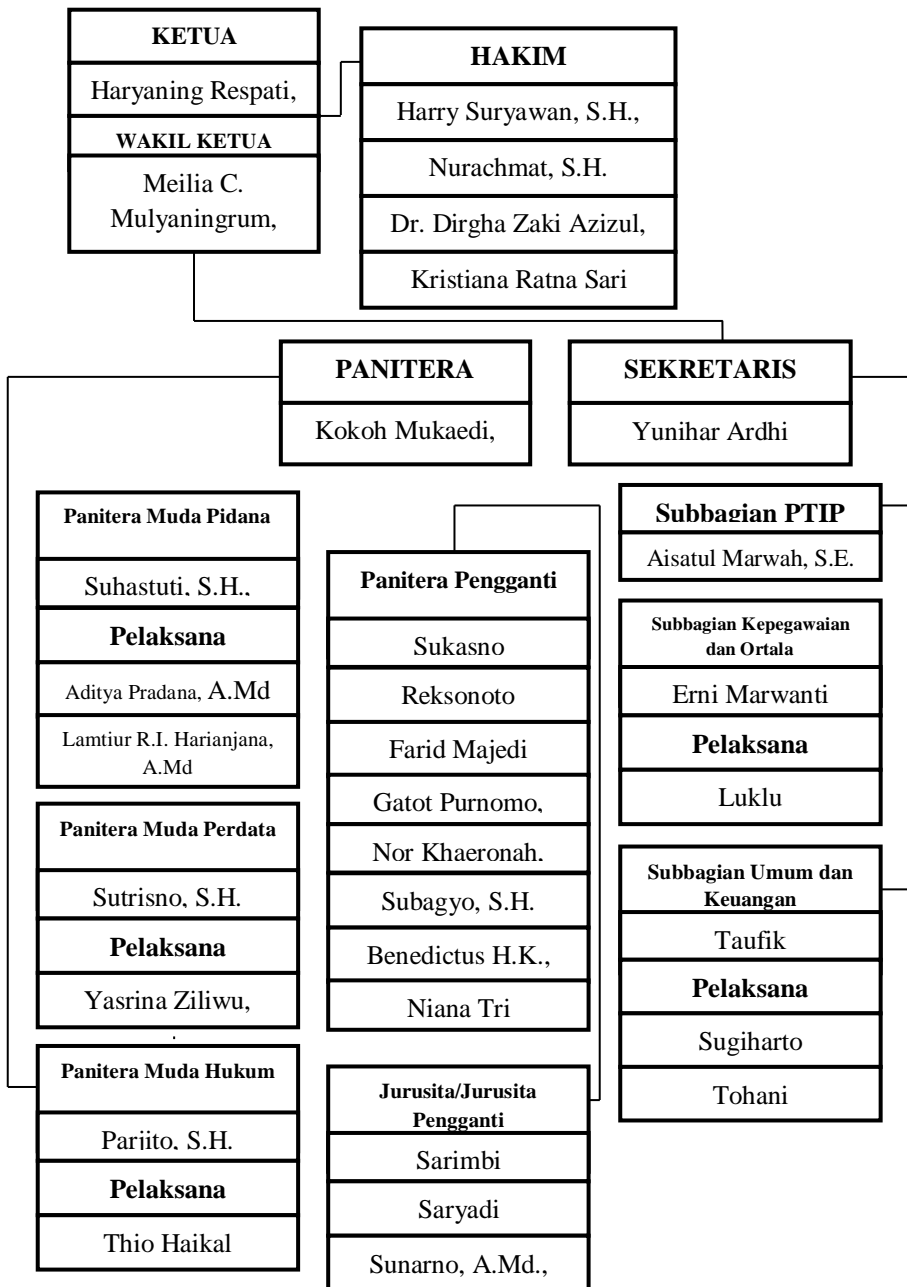 KETUA
Haryaning Respati,
WAKIL KETUA
Meilia C.
Mulyaningrum,
HAKIM
Harry Suryawan, S.H.,
Nurachmat, S.H.
Dr. Dirgha Zaki Azizul,
Kristiana Ratna Sari
PANITERA
Kokoh Mukaedi,
SEKRETARIS
Yunihar Ardhi
Panitera Muda Pidana
Suhastuti, S.H.,
Pelaksana
Aditya Pradana, A.Md
Lamtiur R.I. Harianjana,
A.Md
Panitera Muda Perdata
Sutrisno, S.H.
Pelaksana
Yasrina Ziliwu,
Panitera Muda Hukum
Parjito, S.H.
Pelaksana
Thio Haikal
Panitera Pengganti
Sukasno
Reksonoto
Farid Majedi
Gatot Purnomo,
Nor Khaeronah,
Subagyo, S.H.
Benedictus H.K.,
Niana Tri
Jurusita/Jurusita
Pengganti
Sarimbi
Saryadi
Sunarno, A.Md.,
Subbagian PTIP
Aisatul Marwah, S.E.
Subbagian Kepegawaian
dan Ortala
Erni Marwanti
Pelaksana
Luklu
Subbagian Umum dan
Keuangan
Taufik
Pelaksana
Sugiharto
Tohani